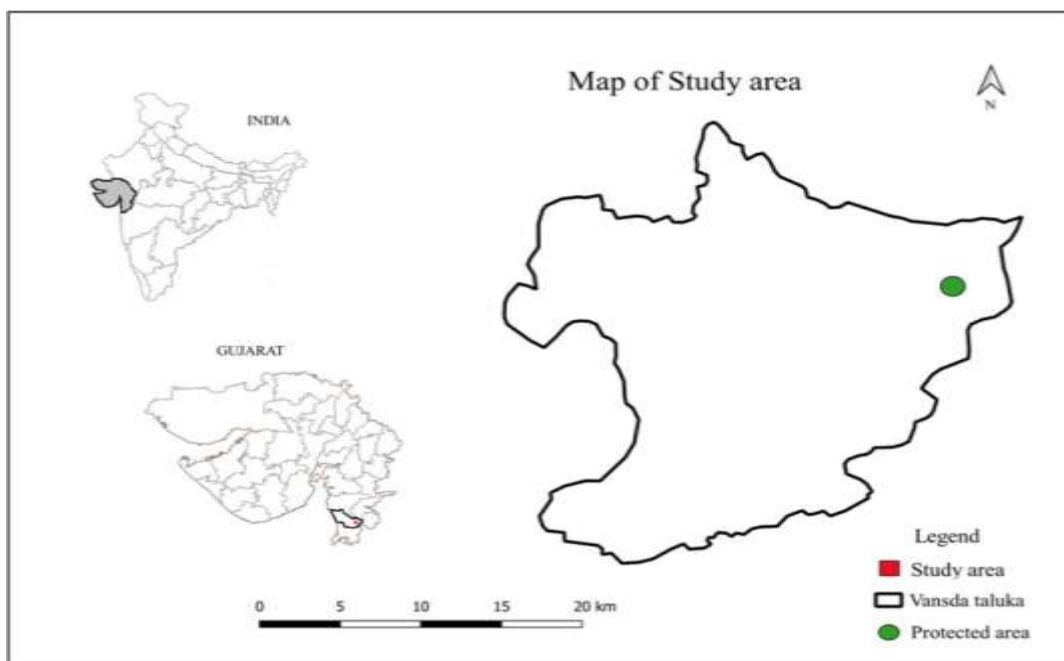 Map of Study area
N
INDIA
GUJARAT
Legend
Study area
Vansda taluka
Protected area
0 5 10 15 20 km